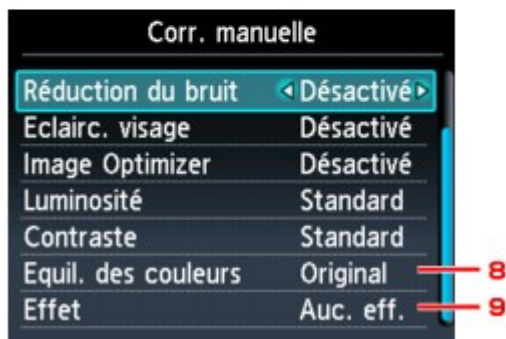 Corr. manuelle
Réduction du bruit Désactivé
Eclairc. visage Désactivé
Image Optimizer Désactivé
Luminosité Standard
Contraste Standard
Equil. des couleurs Original 8
Effet Auc. eff. 9